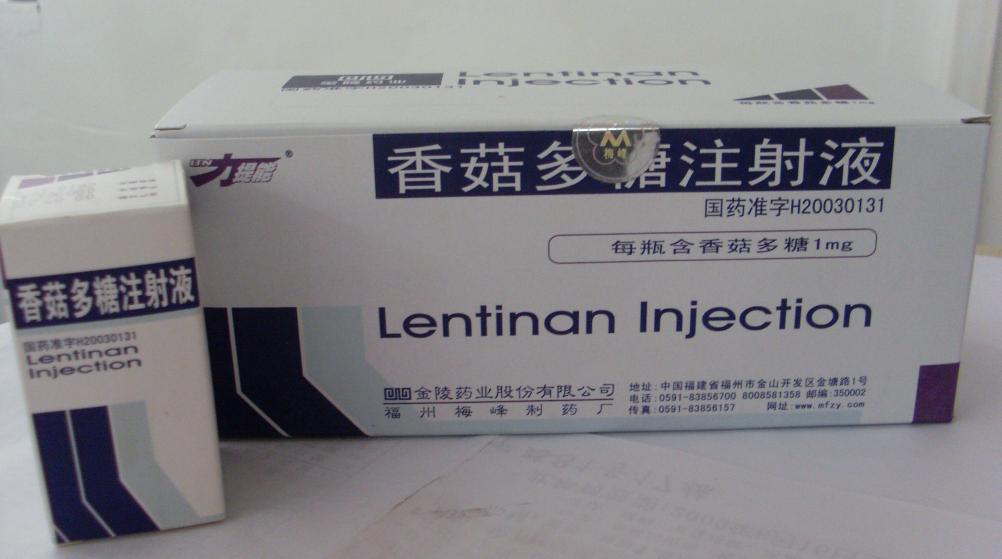 Lentinan
Injection
力提能®
香菇多糖注射液
梅峰
国药准字H20030131
每瓶含香菇多糖1mg
Lentinan Injection
金陵药业股份有限公司
福州梅峰制药厂
地址:中国福建省福州市金山开发区金塘路1号
电话:0591-83856700 8008581358 邮编:350002
传真:0591-83856157 网址:www.mfzy.com
香菇多糖注射液
国药准字H20030131
Lentinan
Injection